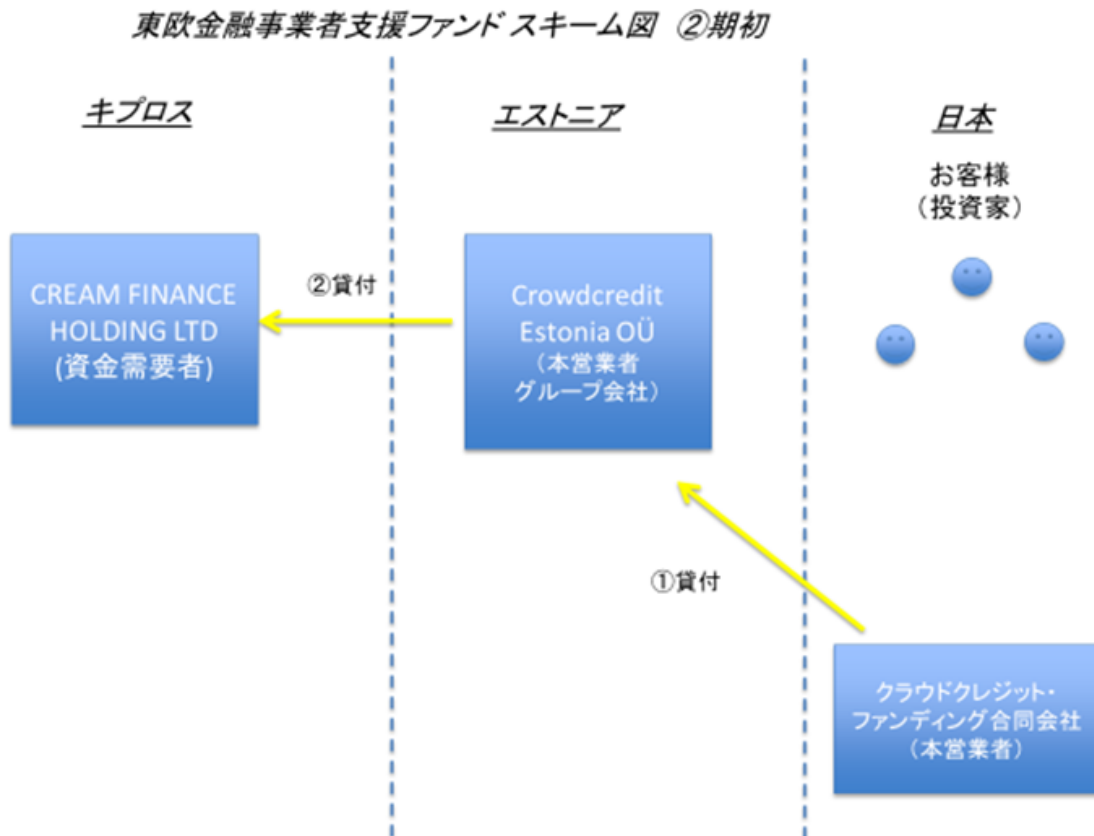 東欧金融事業者支援ファンド スキーム図 ②期初
キプロス
エストニア
日本
お客様
（投資家）
CREAM FINANCE
HOLDING LTD
(資金需要者)
②貸付
Crowdcredit
Estonia OÜ
（本営業者
グループ会社）
①貸付
クラウドクレジット・
ファンディング合同会社
（本営業者）